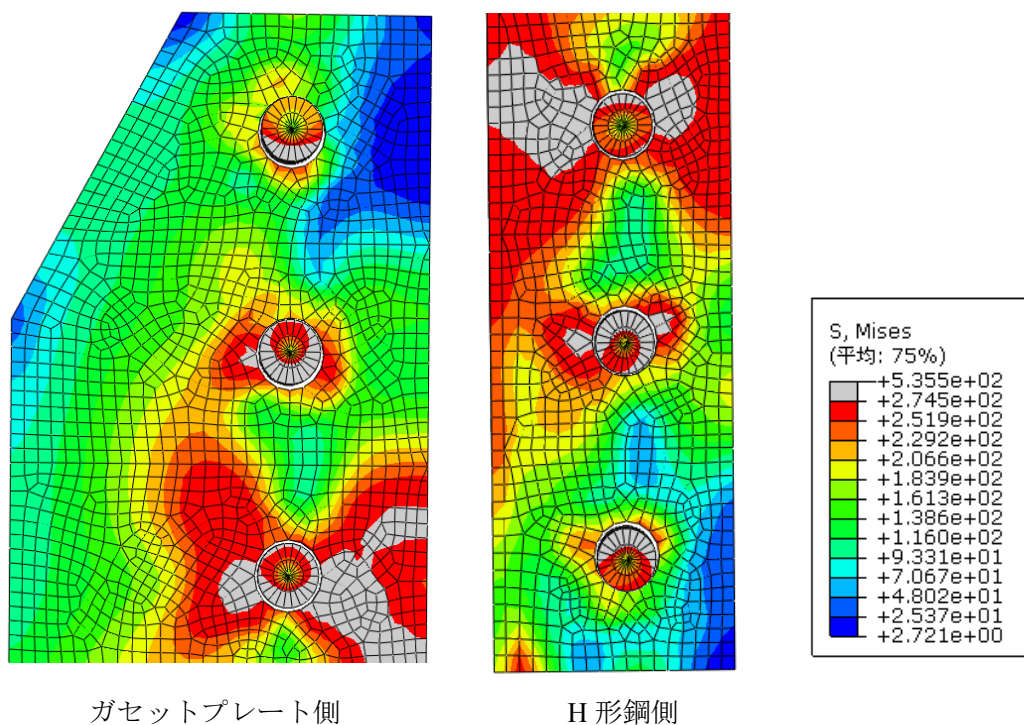 S, Mises
(平均: 75%)
+5.355e+02
+2.745e+02
+2.519e+02
+2.292e+02
+2.066e+02
+1.839e+02
+1.613e+02
+1.386e+02
+1.160e+02
+9.331e+01
+7.067e+01
+4.802e+01
+2.537e+01
+2.721e+00
ガセットプレート側
H 形鋼側